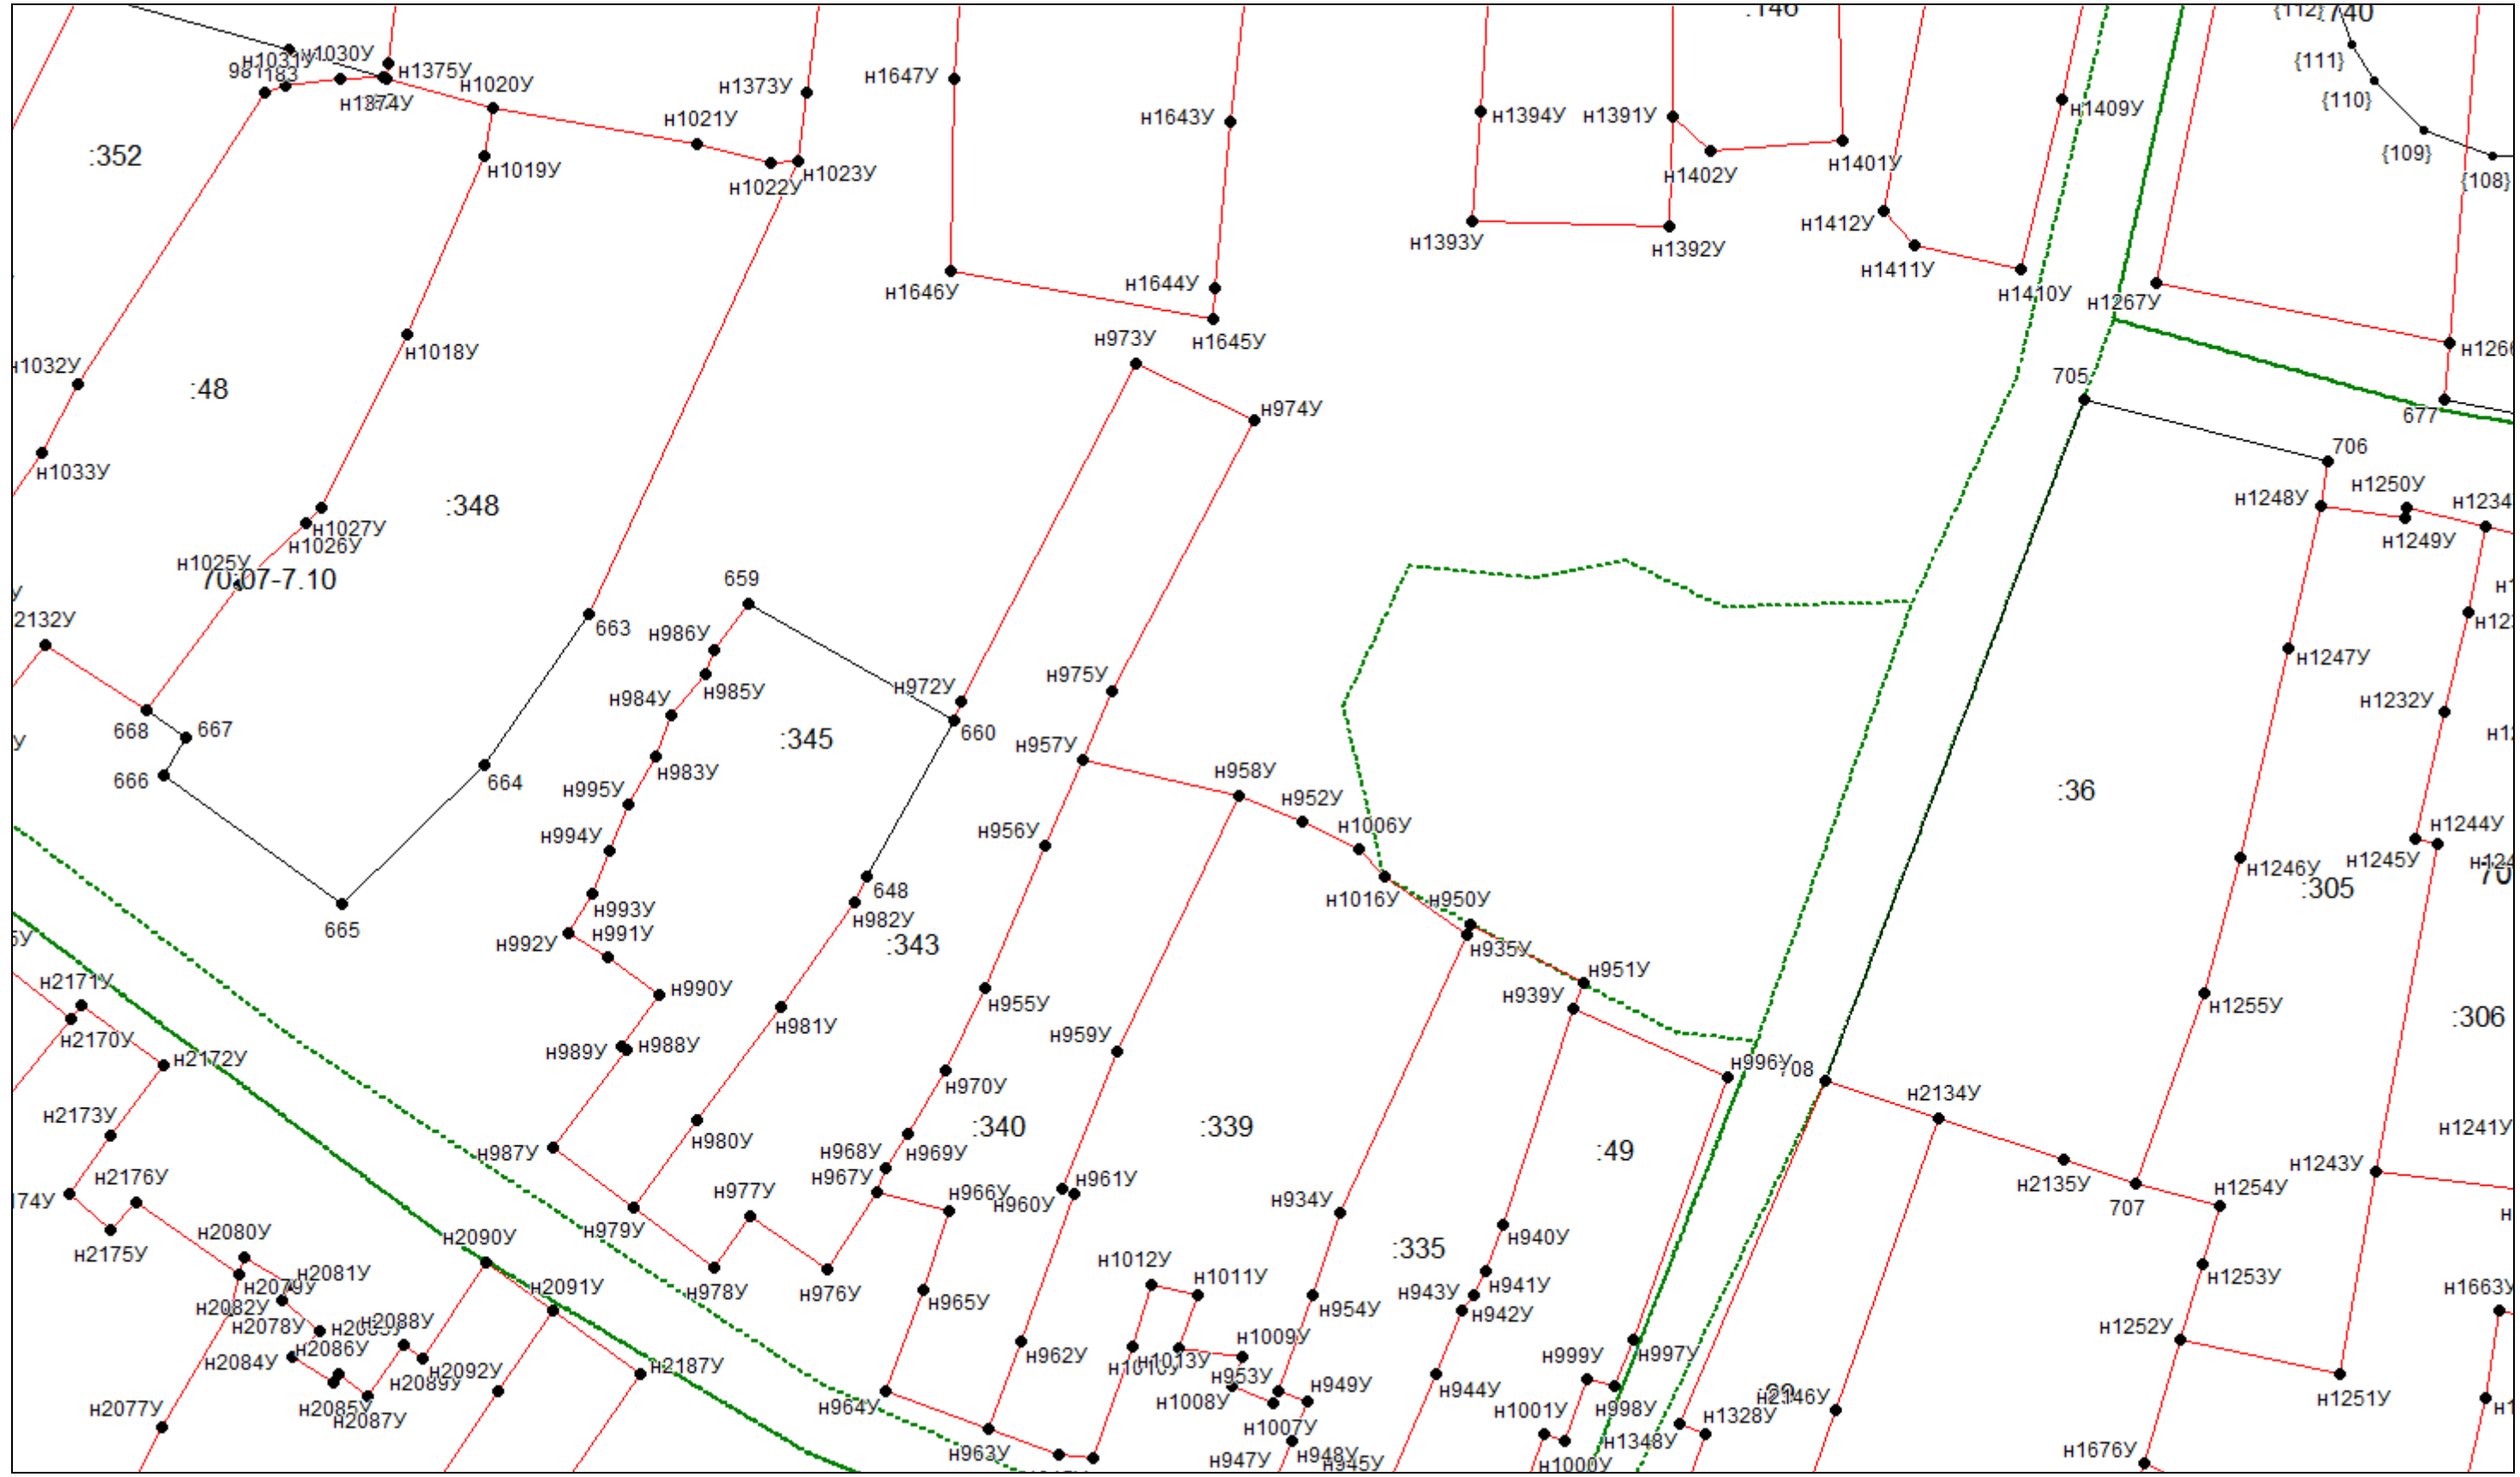 :146
{112}
740
н1031У
н1030У
н1375У
{111}
н1020У
н1373У
н1647У
н1409У
{110}
н1374У
н1021У
н1643У
н1394У
н1391У
:352
н1019У
н1022У
н1023У
н1402У
н1401У
{109}
{108}
н1412У
н1393У
н1392У
н1411У
н1646У
н1644У
н1410У
н1267У
н1645У
н973У
н1018У
н1032У
705
:48
н974У
677
н1033У
706
:348
н1248У
н1250У
н1027У
н1026У
н1249У
н1025У
70:07-7.10
659
2132У
663
н986У
н1247У
н985У
н972У
н975У
н984У
н1232У
668
667
:345
660
н957У
666
664
н983У
н958У
н995У
:36
н952У
н994У
н956У
н1006У
н1244У
н1245У
н1246У
648
:305
665
н993У
н982У
н1016У
н950У
н992У
н991У
:343
н935У
н2171У
н990У
н951У
н939У
н955У
н1255У
н2170У
н981У
:306
н2172У
н989У
н988У
н959У
н996У
708
н970У
н2173У
н2134У
:340
:339
н1241У
н987У
н980У
н968У
н969У
:49
н1243У
н2176У
174У
н977У
н967У
н966У
н961У
н960У
н934У
н2135У
707
н1254У
н979У
н2080У
н2090У
н940У
:335
н2175У
н2081У
н2079У
н2091У
н978У
н976У
н1012У
н1011У
н943У
н941У
н1253У
н1663У
н2082У
н965У
н954У
н942У
н2078У
н2088У
н2086У
н1009У
н1252У
н2084У
н2092У
н2187У
н962У
н1010У
н1013У
н999У
н997У
н2089У
н953У
н949У
н944У
н2085У
н2087У
н964У
н1008У
н998У
н2146У
н1251У
н2077У
н1007У
н1001У
н1328У
н963У
н1348У
н947У
н948У
н945У
н1000У
н1676У